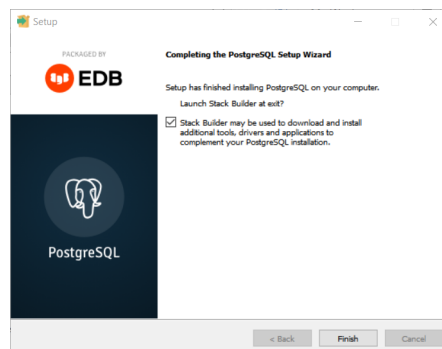 Setup
PACKAGED BY
EDB
Completing the PostgreSQL Setup Wizard
Setup has finished installing PostgreSQL on your computer.
Launch Stack Builder at exit?
Stack Builder may be used to download and install
additional tools, drivers and applications to
complement your PostgreSQL installation.
PostgreSQL
< Back
Finish
Cancel